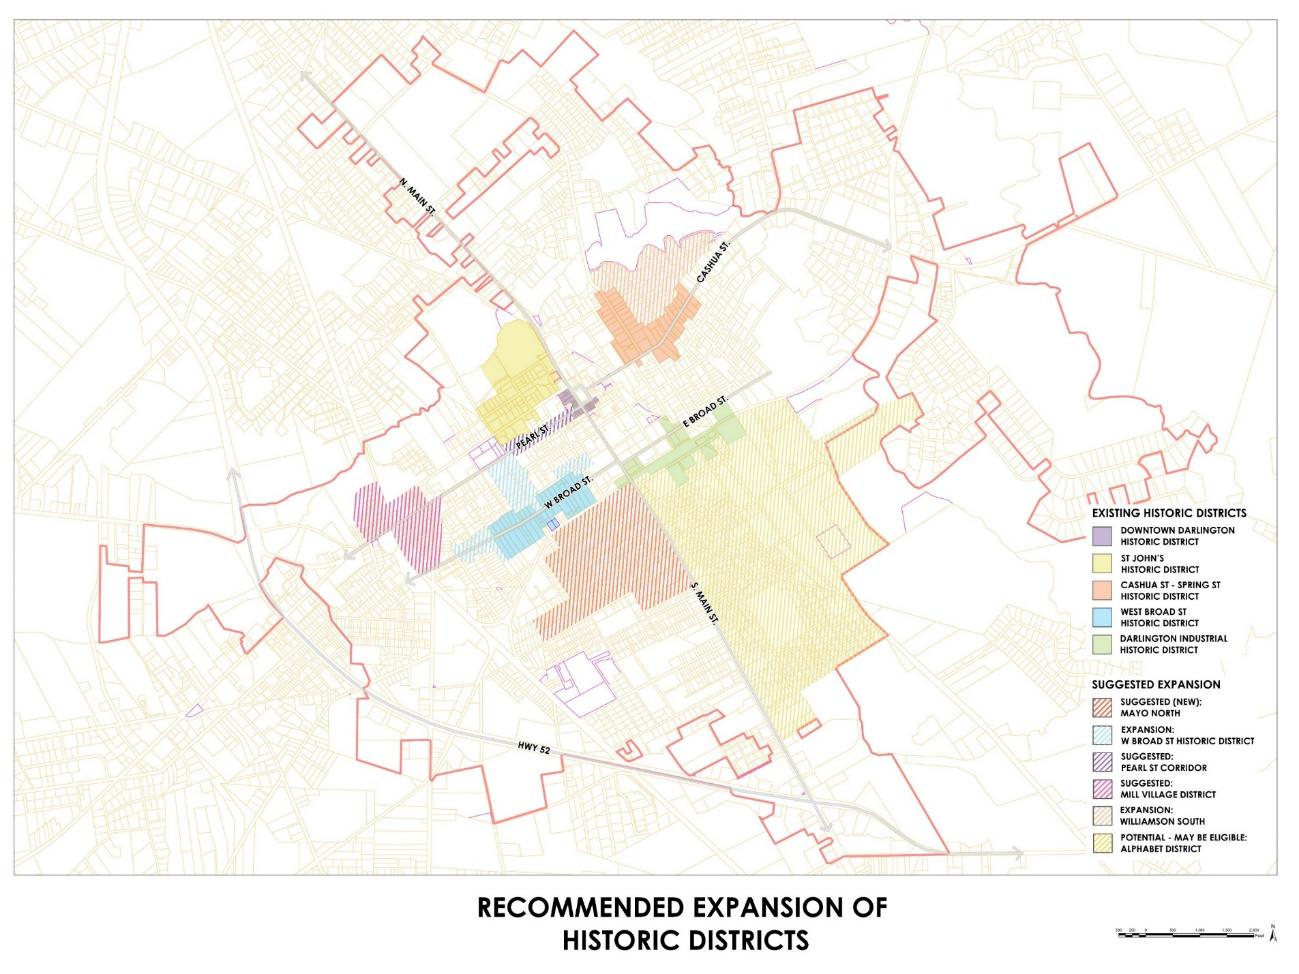 N. MAIN ST.
CASHUA ST.
PEARL ST.
E BROAD ST.
W BROAD ST.
S. MAIN ST.
HWY 52
EXISTING HISTORIC DISTRICTS
DOWNTOWN DARLINGTON
HISTORIC DISTRICT
ST JOHN'S
HISTORIC DISTRICT
CASHUA ST - SPRING ST
HISTORIC DISTRICT
WEST BROAD ST
HISTORIC DISTRICT
DARLINGTON INDUSTRIAL
HISTORIC DISTRICT
SUGGESTED EXPANSION
SUGGESTED (NEW):
MAYO NORTH
EXPANSION:
W BROAD ST HISTORIC DISTRICT
SUGGESTED:
PEARL ST CORRIDOR
SUGGESTED:
MILL VILLAGE DISTRICT
EXPANSION:
WILLIAMSON SOUTH
POTENTIAL - MAY BE ELIGIBLE:
ALPHABET DISTRICT
RECOMMENDED EXPANSION OF
HISTORIC DISTRICTS
N